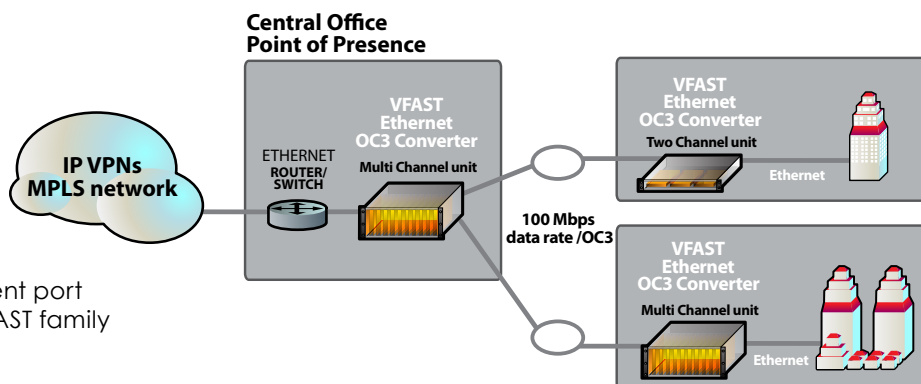 Central Office
Point of Presence
IP VPNs
MPLS network
ETHERNET
ROUTER/
SWITCH
VFAST
Ethernet
OC3 Converter
Multi Channel unit
100 Mbps
data rate /OC3
VFAST
Ethernet
OC3 Converter
Two Channel unit
Ethernet
VFAST
Ethernet
OC3 Converter
Multi Channel unit
Ethernet
port
family